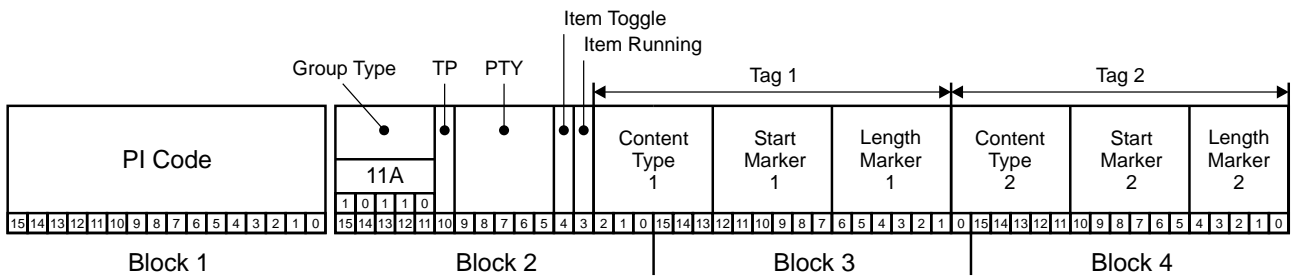 Item Toggle
Item Running
Group Type TP PTY Tag 1 Tag 2
PI Code
11A
Content Type 1
Start Marker 1
Length Marker 1
Content Type 2
Start Marker 2
Length Marker 2
1 0 1 1 0
15 14 13 12 11 10 9 8 7 6 5 4 3 2 1 0 15 14 13 12 11 10 9 8 7 6 5 4 3 2 1 0 15 14 13 12 11 10 9 8 7 6 5 4 3 2 1 0 15 14 13 12 11 10 9 8 7 6 5 4 3 2 1 0
Block 1 Block 2 Block 3 Block 4